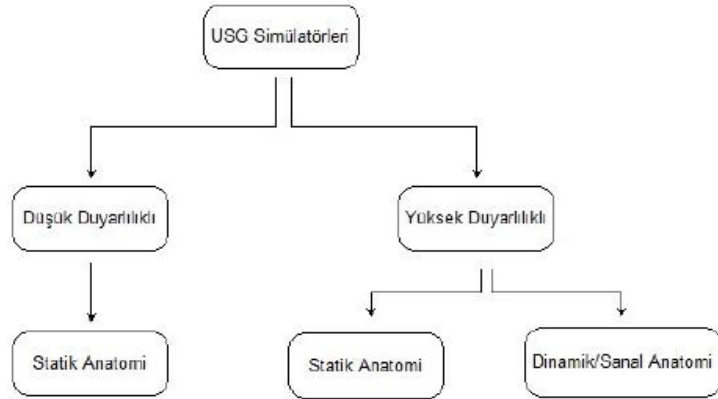 USG Simülatörleri
Düşük Duyarlılıklı
Yüksek Duyarlılıklı
Statik Anatomi
Statik Anatomi
Dinamik/Sanal Anatomi